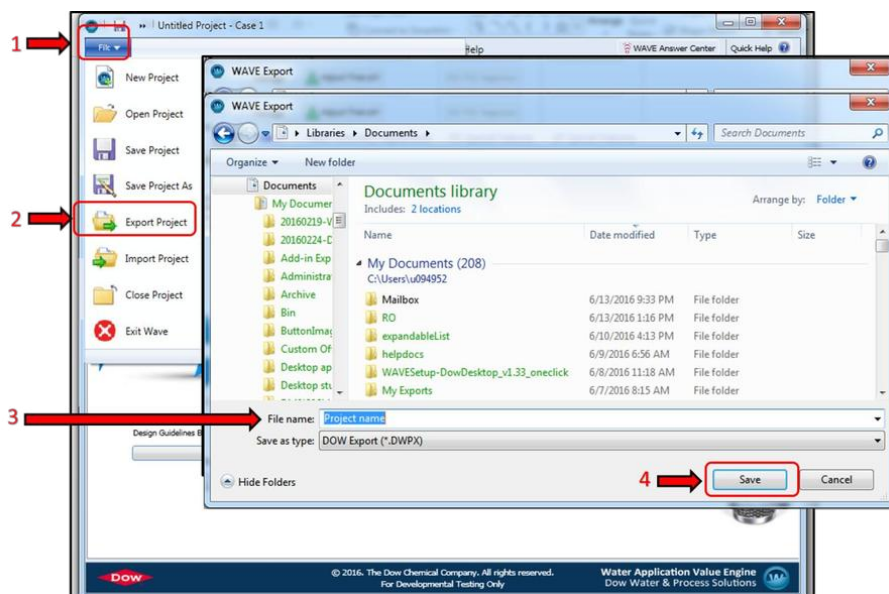 Untitled Project - Case 1
1
File
Help
WAVE Answer Center
Quick Help
New Project
Open Project
Save Project
Save Project As
2
Export Project
Import Project
Close Project
Exit Wave
WAVE Export
WAVE Export
Libraries
Documents
Search Documents
Organize
New folder
Documents
My Documen
20160219-V
20160224-D
Add-in Exp
Administra
Archive
Bin
ButtonImag
Custom Of
Desktop ap
Desktop stu
Documents library
Includes: 2 locations
Arrange by: Folder
Name Date modified Type Size
My Documents (208)
C:\Users\u094952
Mailbox 6/13/2016 9:33 PM File folder
RO 6/13/2016 1:16 PM File folder
expandableList 6/10/2016 4:13 PM File folder
helpdocs 6/9/2016 6:56 AM File folder
WAVESetup-DowDesktop_v1.33_oneclick 6/8/2016 11:18 AM File folder
My Exports 6/7/2016 8:15 AM File folder
3
File name: Project name
Save as type: DOW Export (*.DWPX)
Design Guidelines
Hide Folders
4
Save
Cancel
DOW
© 2016. The Dow Chemical Company. All rights reserved.
For Developmental Testing Only
Water Application Value Engine
Dow Water & Process Solutions